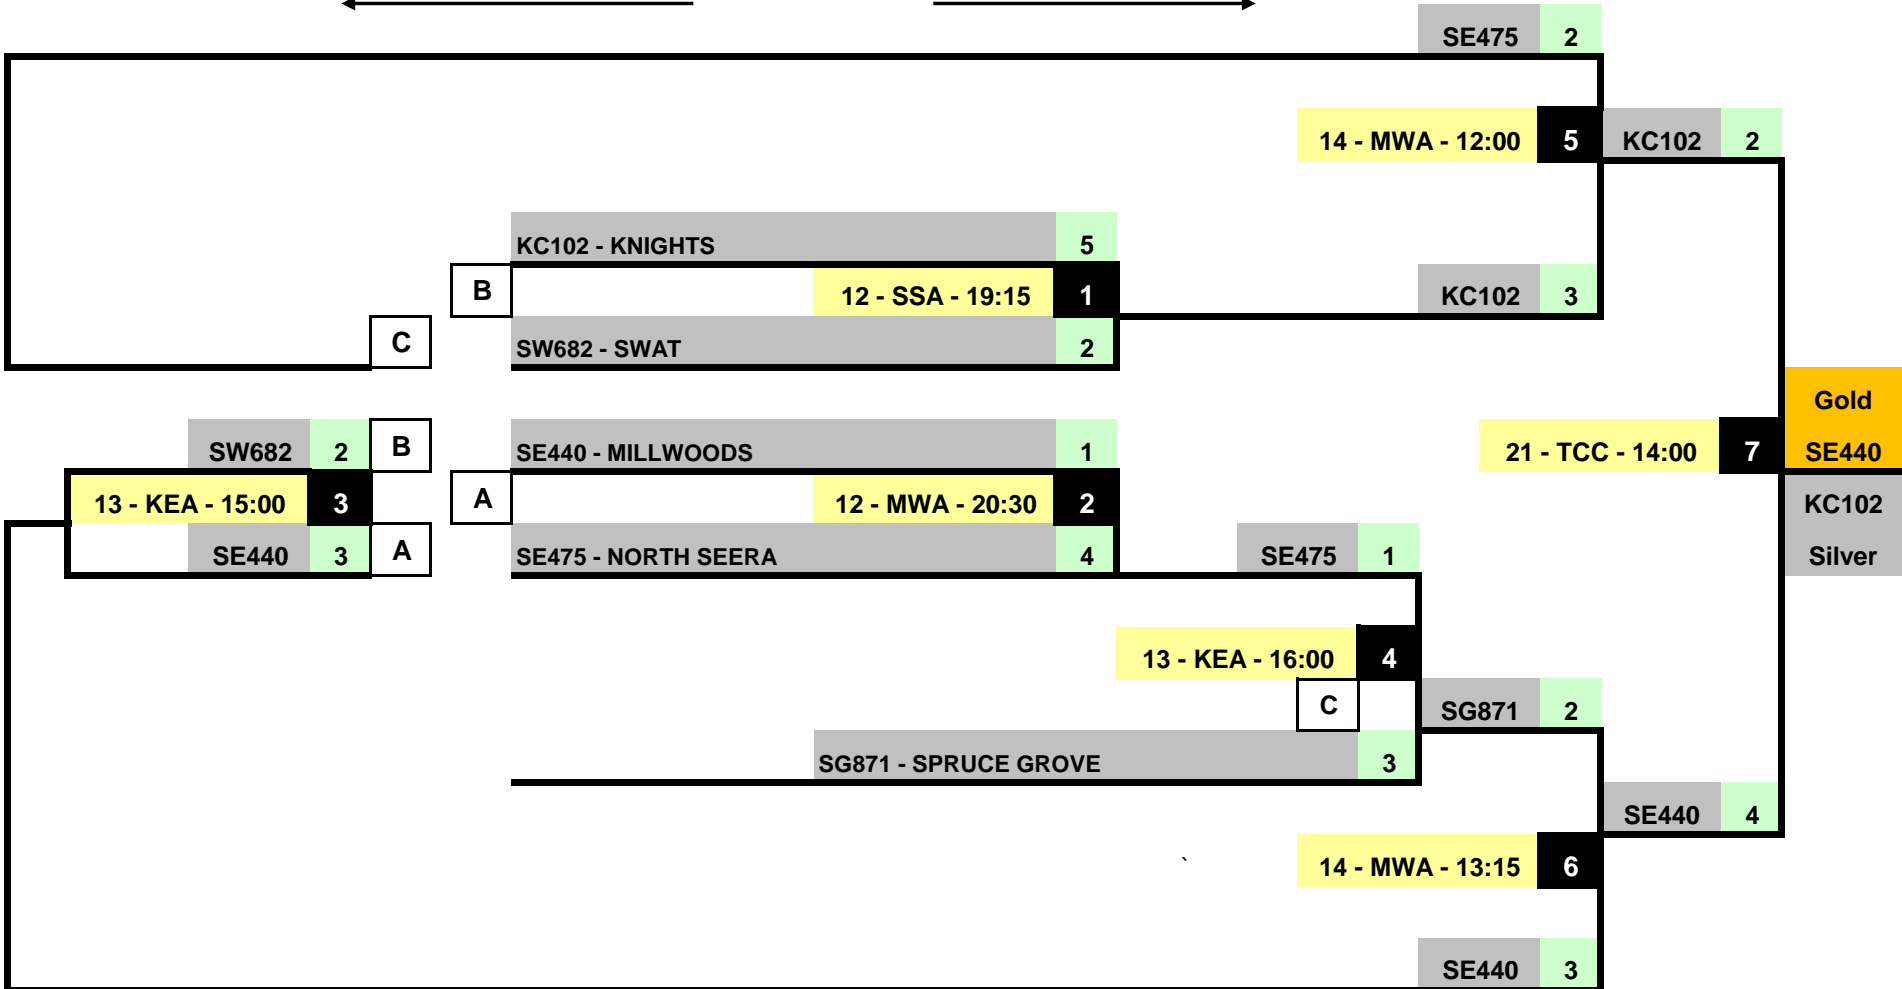 SE475 2
14 - MWA - 12:00 5 KC102 2
KC102 - KNIGHTS 5
B 12 - SSA - 19:15 1 KC102 3
C SW682 - SWAT 2
Gold
SW682 2 B SE440 - MILLWOODS 1 21 - TCC - 14:00 7 SE440
13 - KEA - 15:00 3 A 12 - MWA - 20:30 2 KC102
SE440 3 A SE475 - NORTH SEERA 4 SE475 1 Silver
13 - KEA - 16:00 4
C SG871 2
SG871 - SPRUCE GROVE 3
SE440 4
` 14 - MWA - 13:15 6
SE440 3